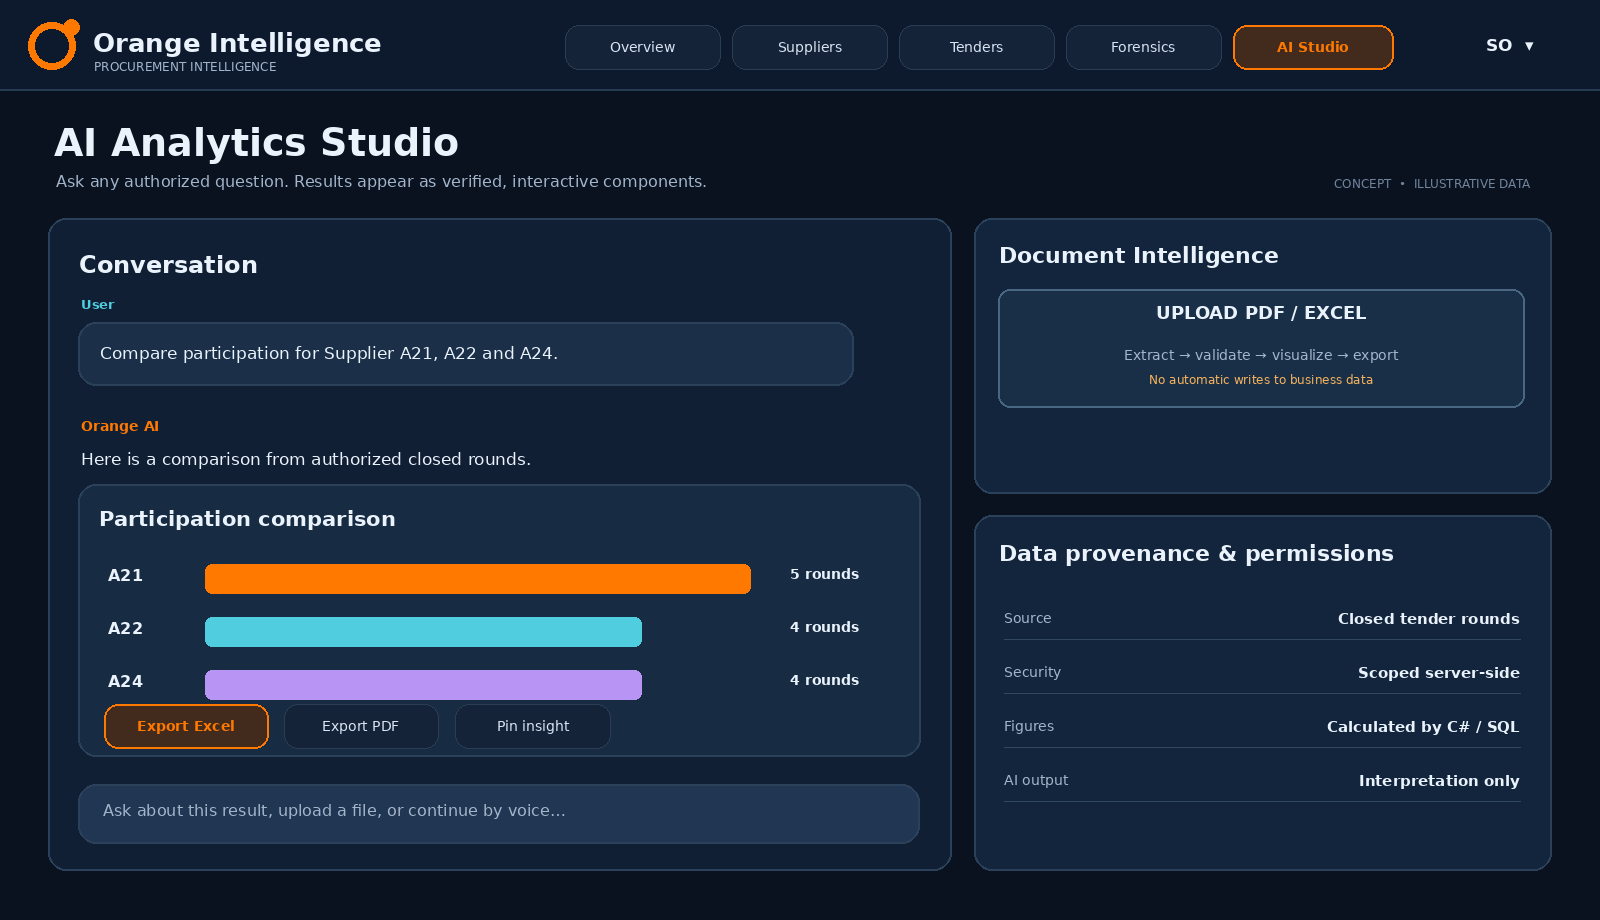 Orange Intelligence
PROCUREMENT INTELLIGENCE
Overview
Suppliers
Tenders
Forensics
AI Studio
SO ▾
AI Analytics Studio
Ask any authorized question. Results appear as verified, interactive components.
CONCEPT • ILLUSTRATIVE DATA
Conversation
User
Compare participation for Supplier A21, A22 and A24.
Orange AI
Here is a comparison from authorized closed rounds.
Participation comparison
A21 5 rounds
A22 4 rounds
A24 4 rounds
Export Excel
Export PDF
Pin insight
Ask about this result, upload a file, or continue by voice…
Document Intelligence
UPLOAD PDF / EXCEL
Extract → validate → visualize → export
No automatic writes to business data
Data provenance & permissions
Source Closed tender rounds
Security Scoped server-side
Figures Calculated by C# / SQL
AI output Interpretation only